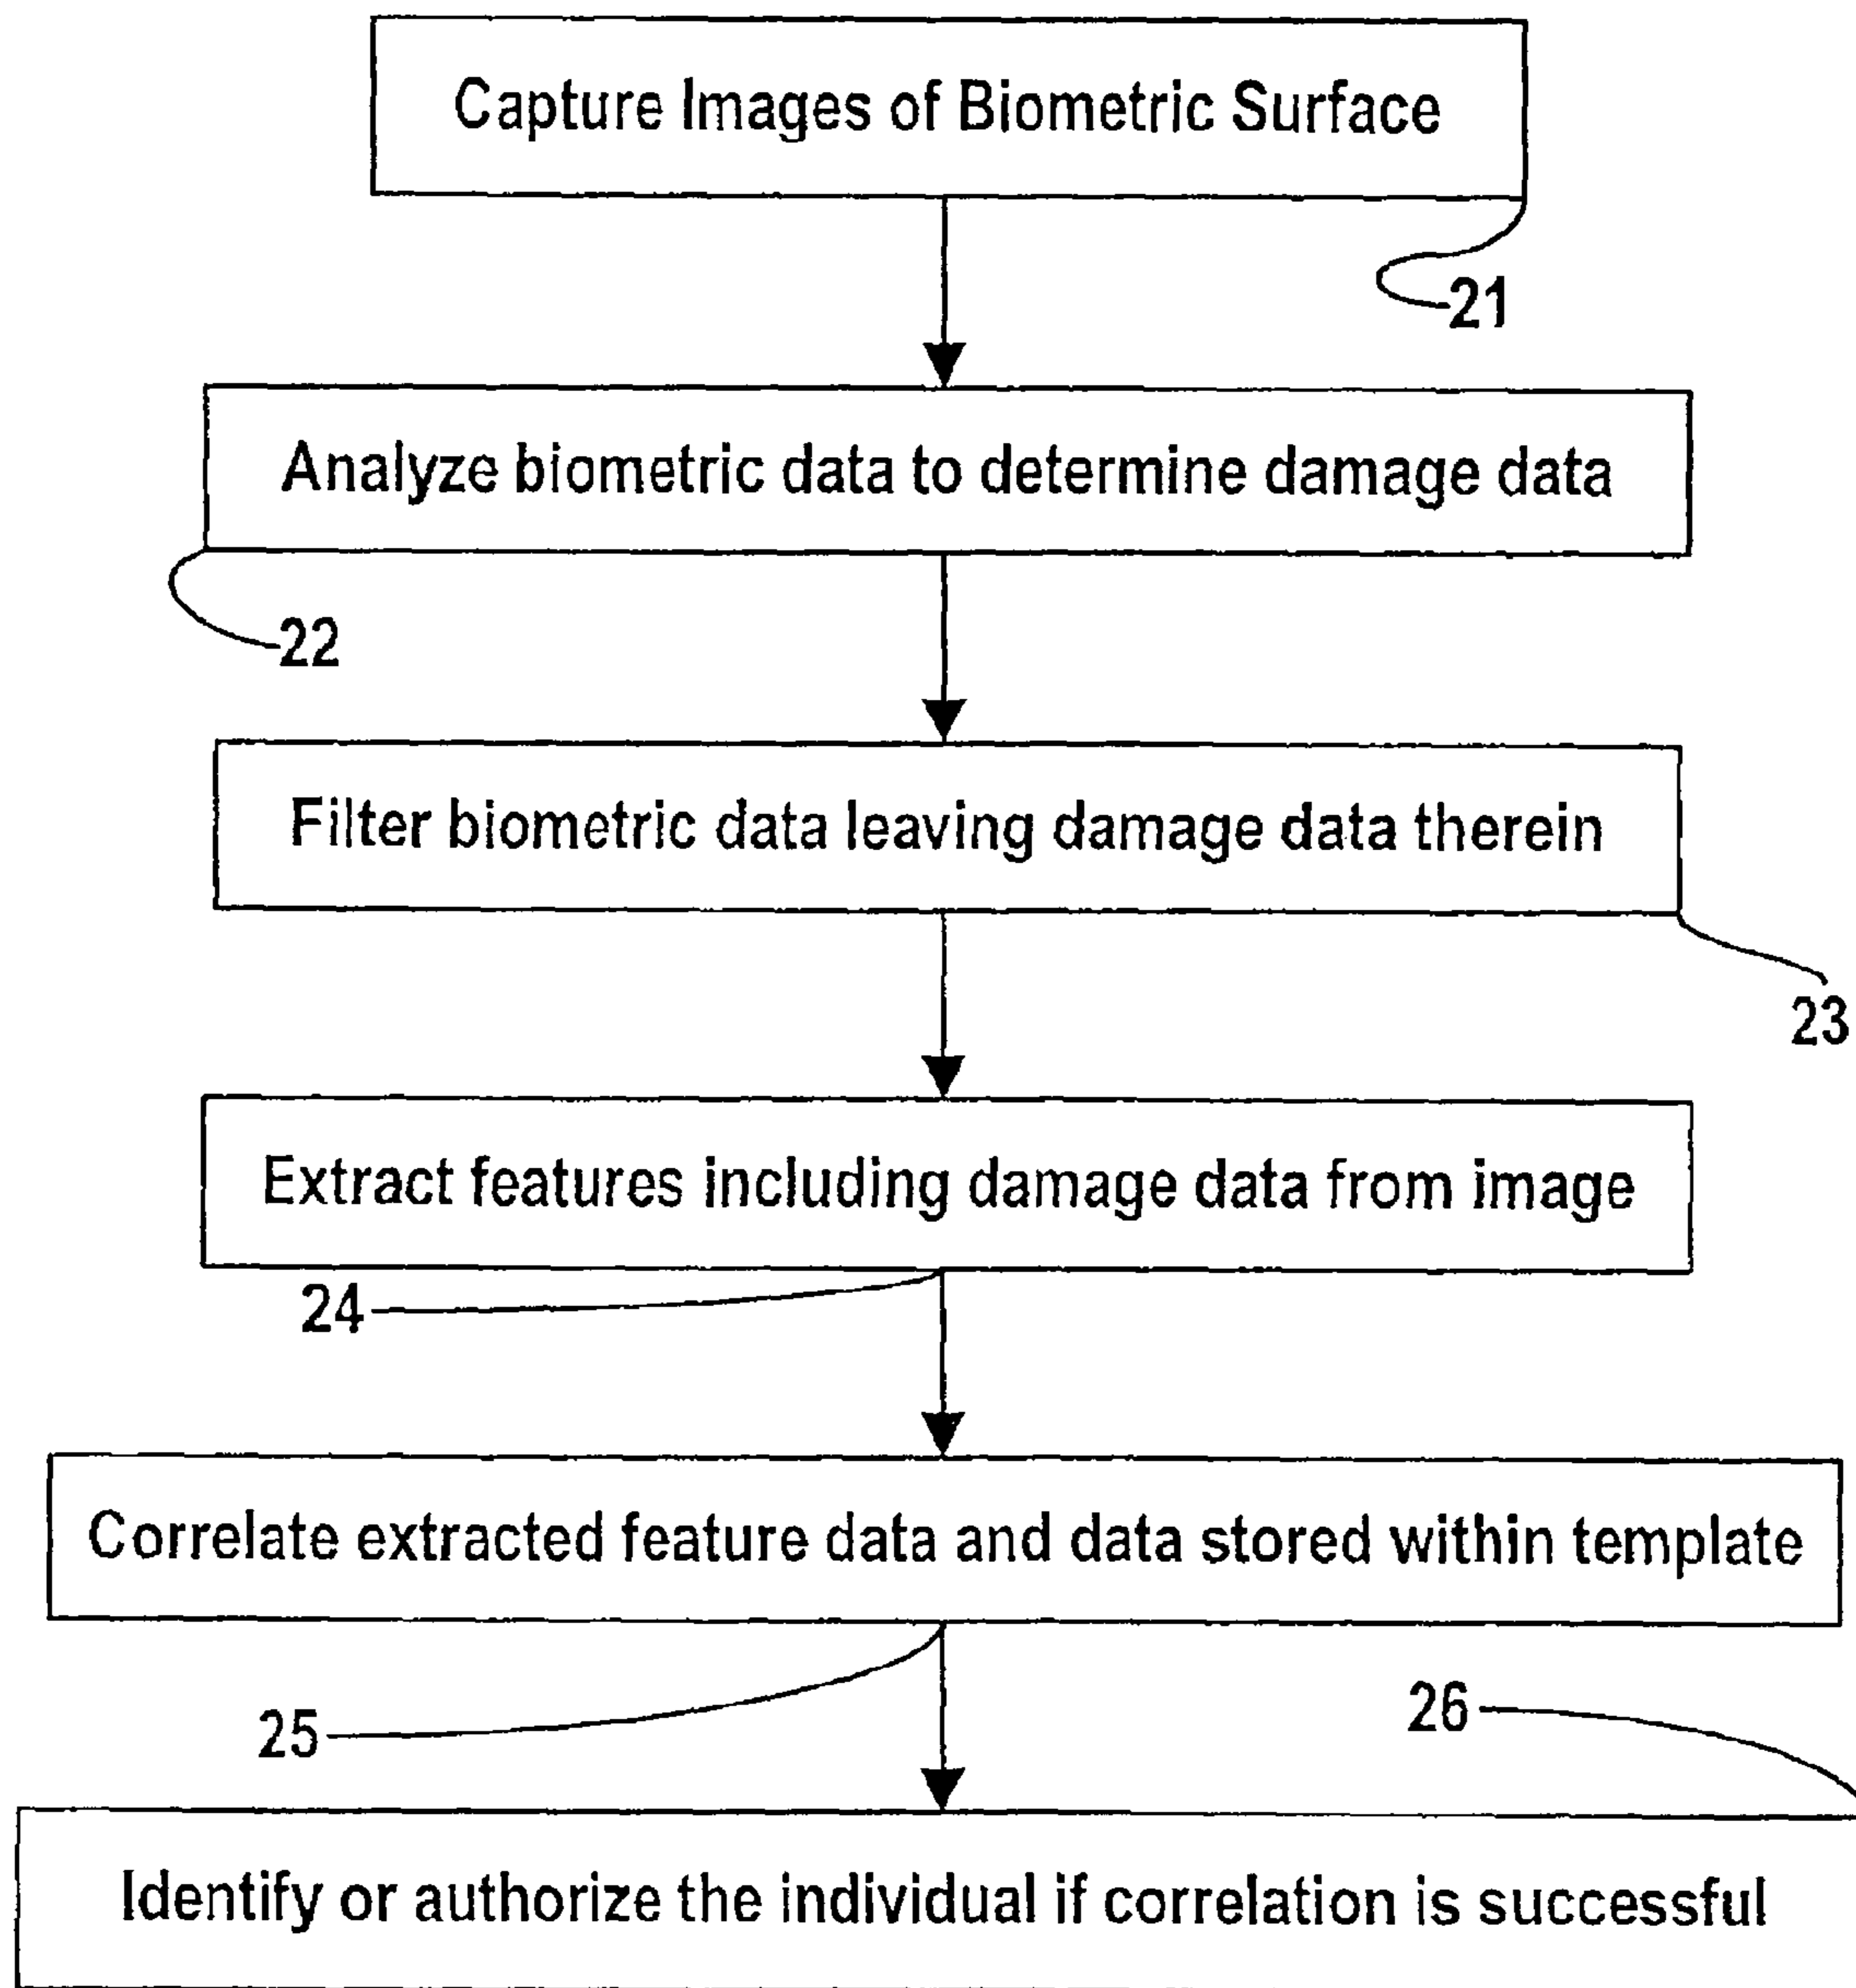 Capture Images of Biometric Surface
21
Analyze biometric data to determine damage data
22
Filter biometric data leaving damage data therein
23
Extract features including damage data from image
24
Correlate extracted feature data and data stored within template
25
26
Identify or authorize the individual if correlation is successful